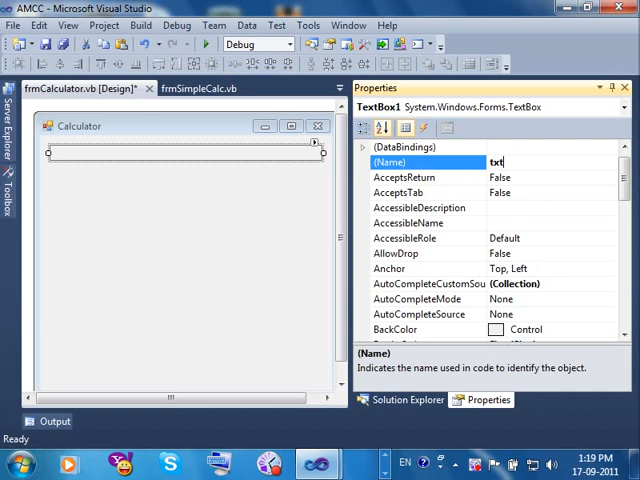 AMCC - Microsoft Visual Studio
File Edit View Project Build Debug Team Data Tools Window Help
Debug
frmCalculator.vb [Design]* frmSimpleCalc.vb
Server Explorer
Toolbox
Calculator
Properties
TextBox1 System.Windows.Forms.TextBox
(DataBindings)
(Name) txt
AcceptsReturn False
AcceptsTab False
AccessibleDescription
AccessibleName
AccessibleRole Default
AllowDrop False
Anchor Top, Left
AutoCompleteCustomSou (Collection)
AutoCompleteMode None
AutoCompleteSource None
BackColor Control
(Name)
Indicates the name used in code to identify the object.
Solution Explorer Properties
Output
Ready
EN
1:19 PM
17-09-2011